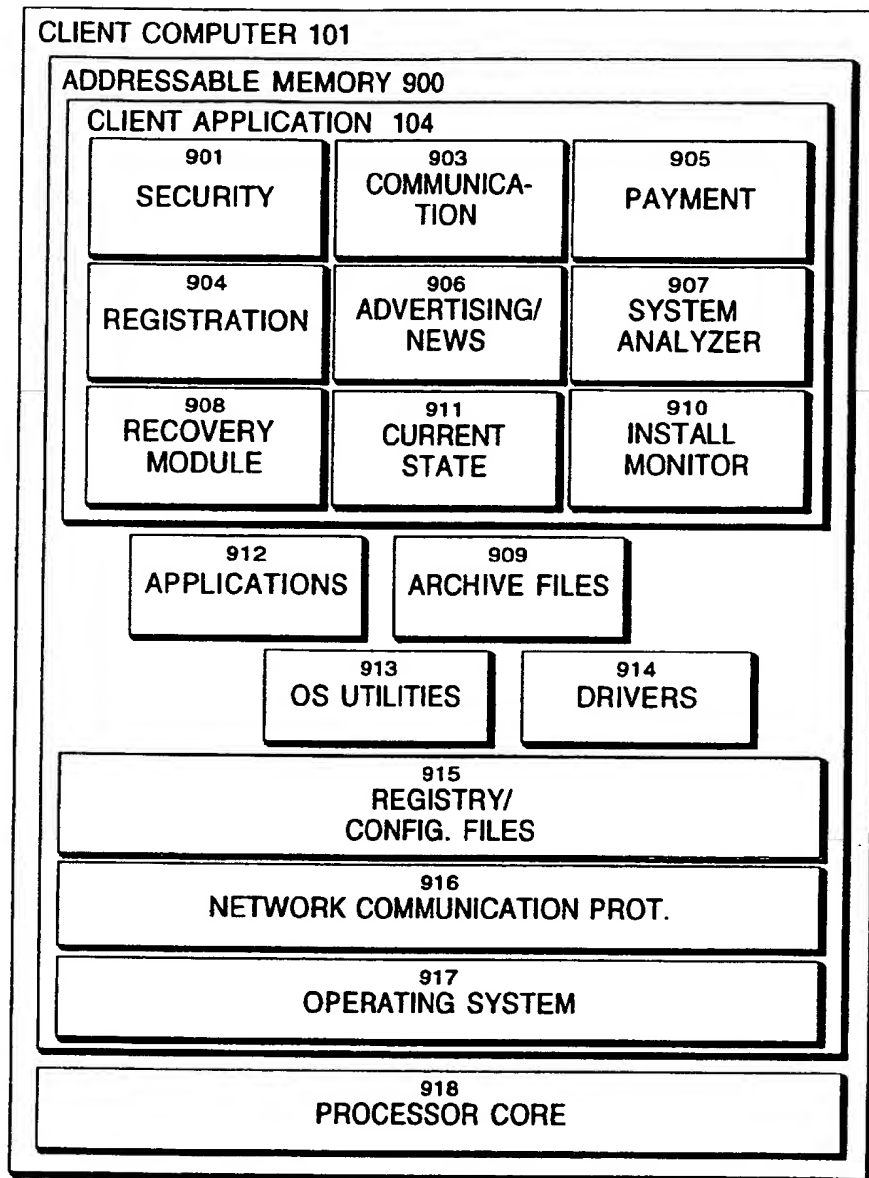 CLIENT COMPUTER 101
ADDRESSABLE MEMORY 900
CLIENT APPLICATION 104
901
SECURITY
903
COMMUNICA-
TION
905
PAYMENT
904
REGISTRATION
906
ADVERTISING/
NEWS
907
SYSTEM
ANALYZER
908
RECOVERY
MODULE
911
CURRENT
STATE
910
INSTALL
MONITOR
912
APPLICATIONS
909
ARCHIVE FILES
913
OS UTILITIES
914
DRIVERS
915
REGISTRY/
CONFIG. FILES
916
NETWORK COMMUNICATION PROT.
917
OPERATING SYSTEM
918
PROCESSOR CORE